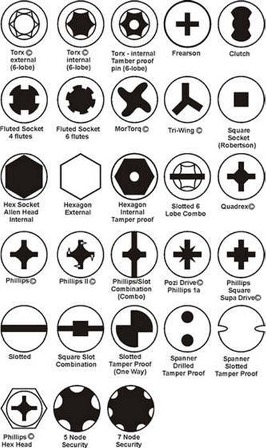 Torx ©
external
(6-lobe)
Torx ©
internal
(6-lobe)
Torx - internal
Tamber proof
pin (6-lobe)
Frearson
Clutch
Fluted Socket
4 flutes
Fluted Socket
6 flutes
MorTorq©
Tri-Wing ©
Square
Socket
(Robertson)
Hex Socket
Allen Head
Internal
Hexagon
External
Hexagon
Internal
Tamper proof
Slotted 6
Lobe Combo
Quadrex©
Philips©
Phillips II©
Phillips/Slot
Combination
(Combo)
Pozi Drive©
Phillips 1a
Phillips
Square
Supa Drive©
Slotted
Square Slot
Combination
Slotted
Tamper Proof
(One Way)
Spanner
Drilled
Tamper Proof
Spanner
Slotted
Tamper Proof
Phillips ©
Hex Head
5 Node
Security
7 Node
Security